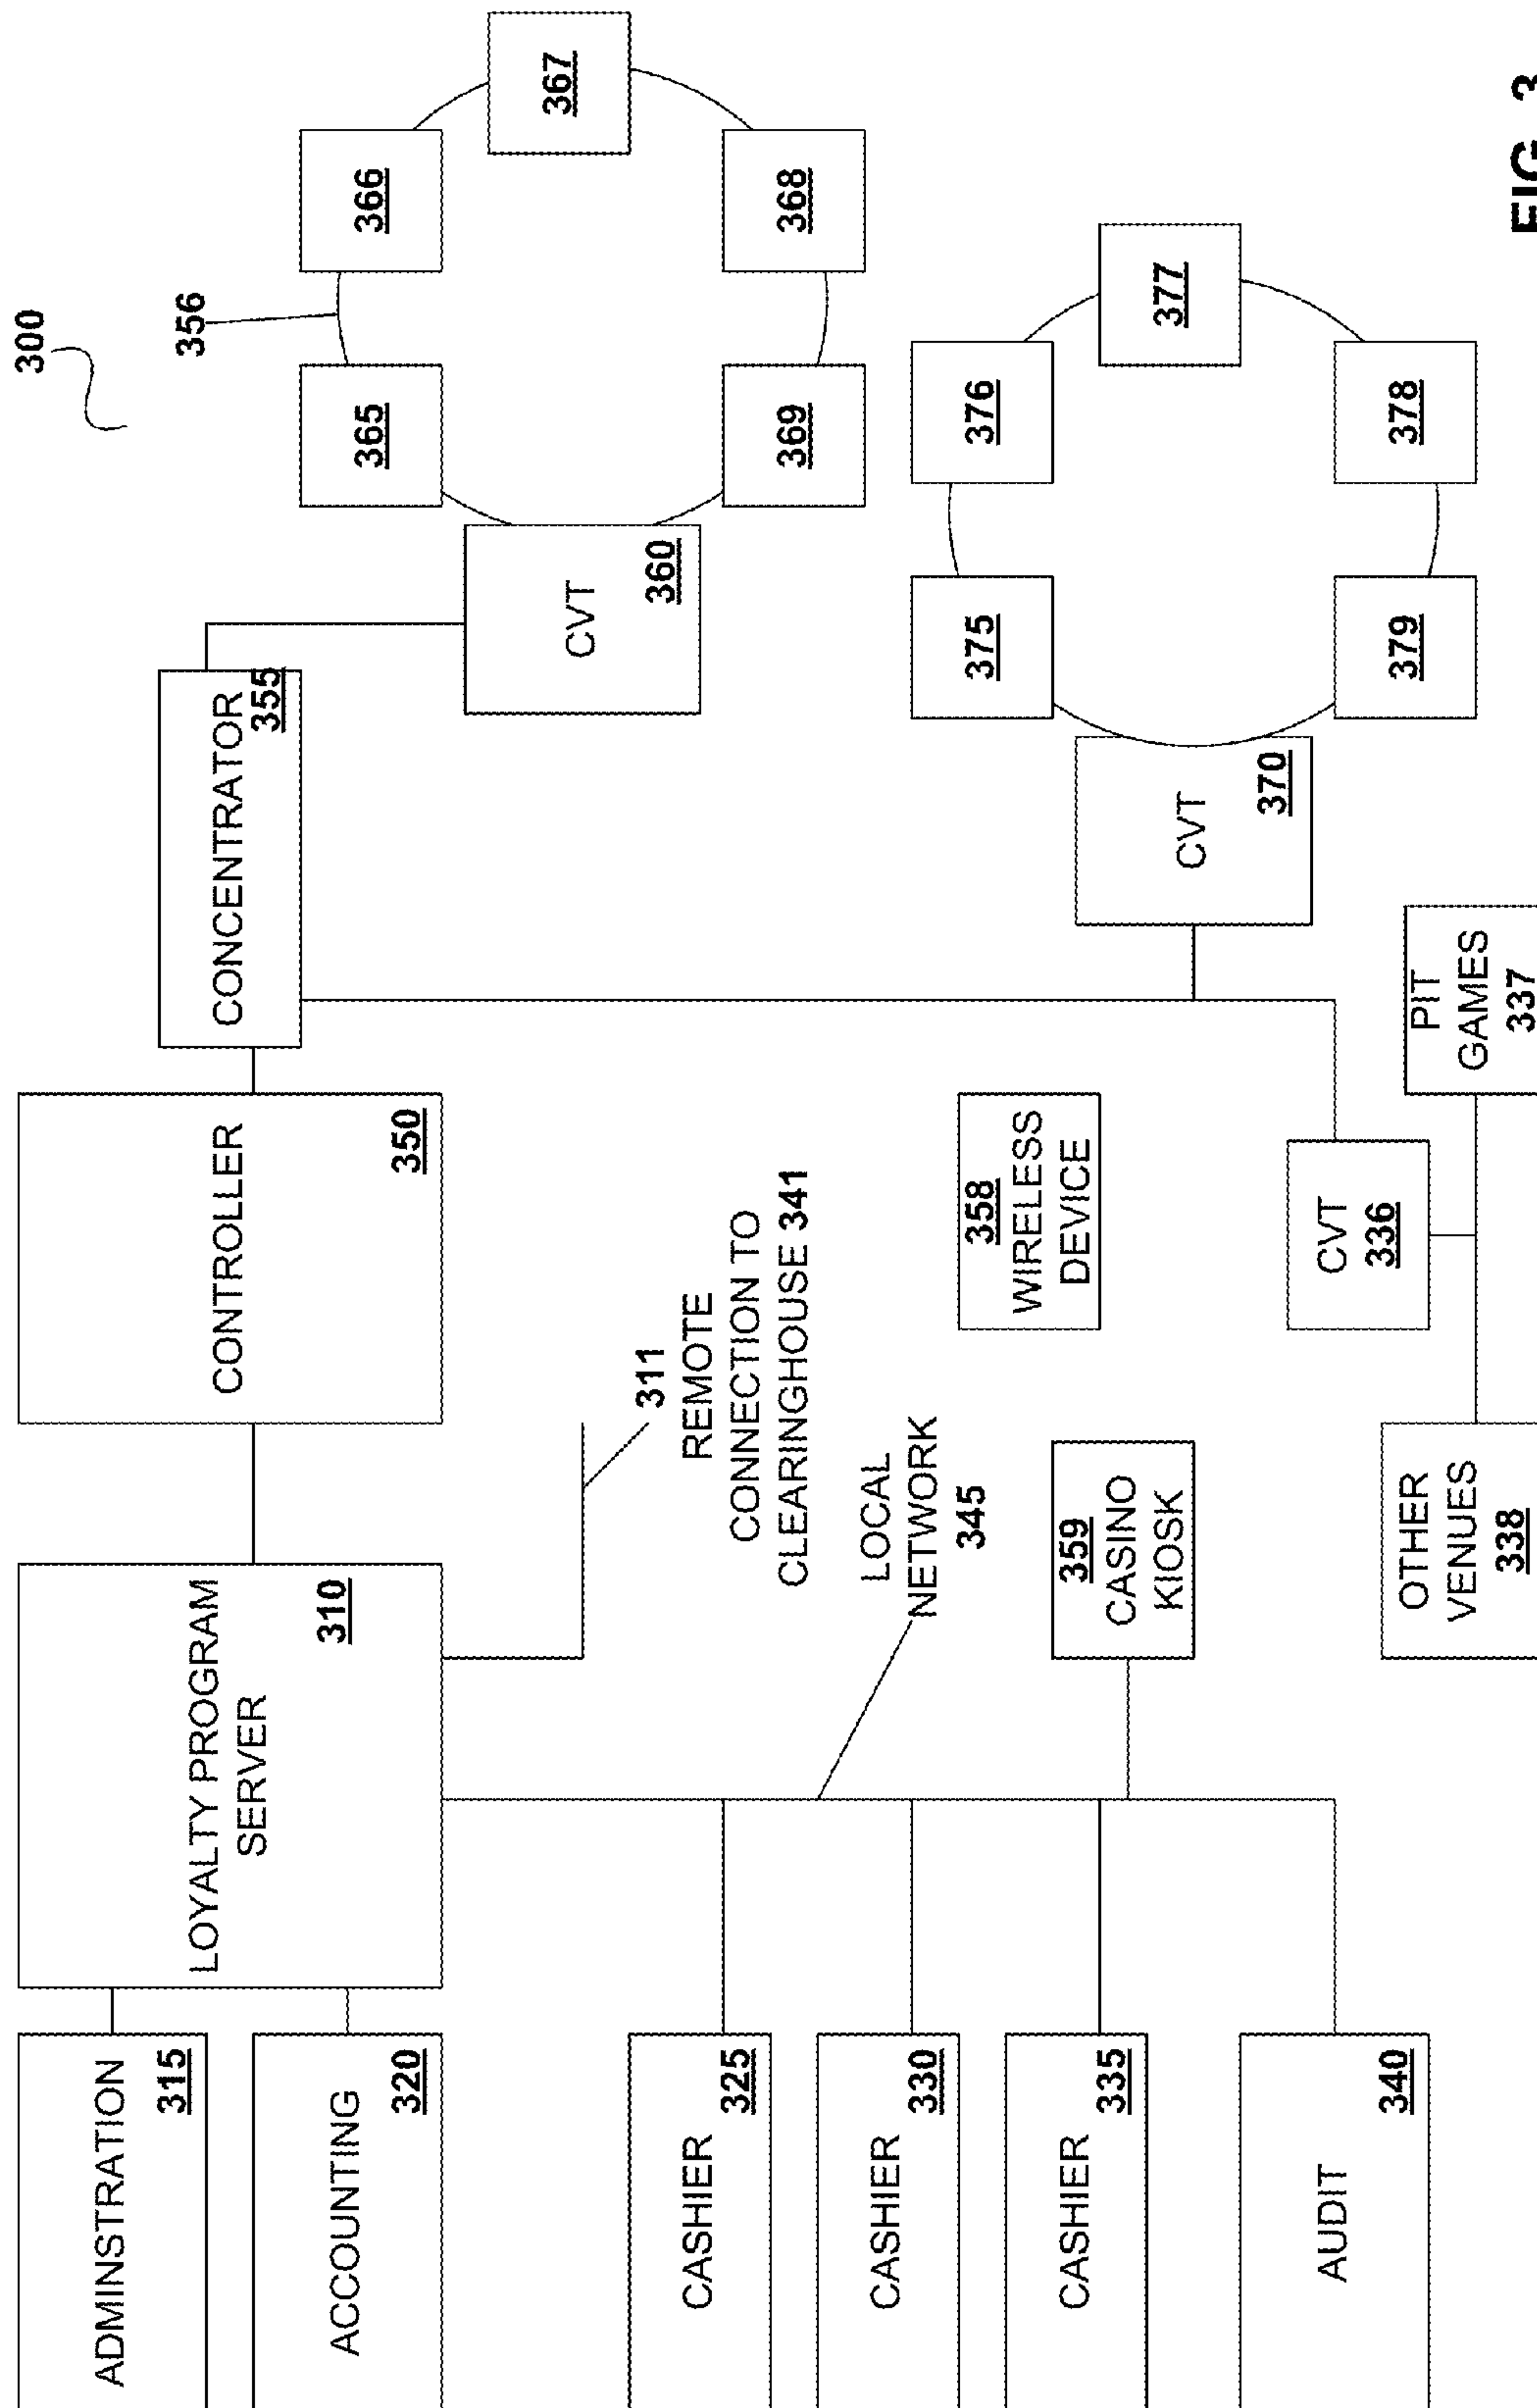 300
ADMINSTRATION
315
ACCOUNTING
320
LOYALTY PROGRAM
SERVER
310
CONTROLLER
350
CONCENTRATOR
355
356
365
366
367
368
369
CVT
360
311
REMOTE
CONNECTION TO
CLEARINGHOUSE 341
CASHIER
325
CASHIER
330
CASHIER
335
AUDIT
340
LOCAL
NETWORK
345
358
WIRELESS
DEVICE
359
CASINO
KIOSK
CVT
370
375
376
377
378
379
CVT
336
PIT
GAMES
337
OTHER
VENUES
338
FIG. 3